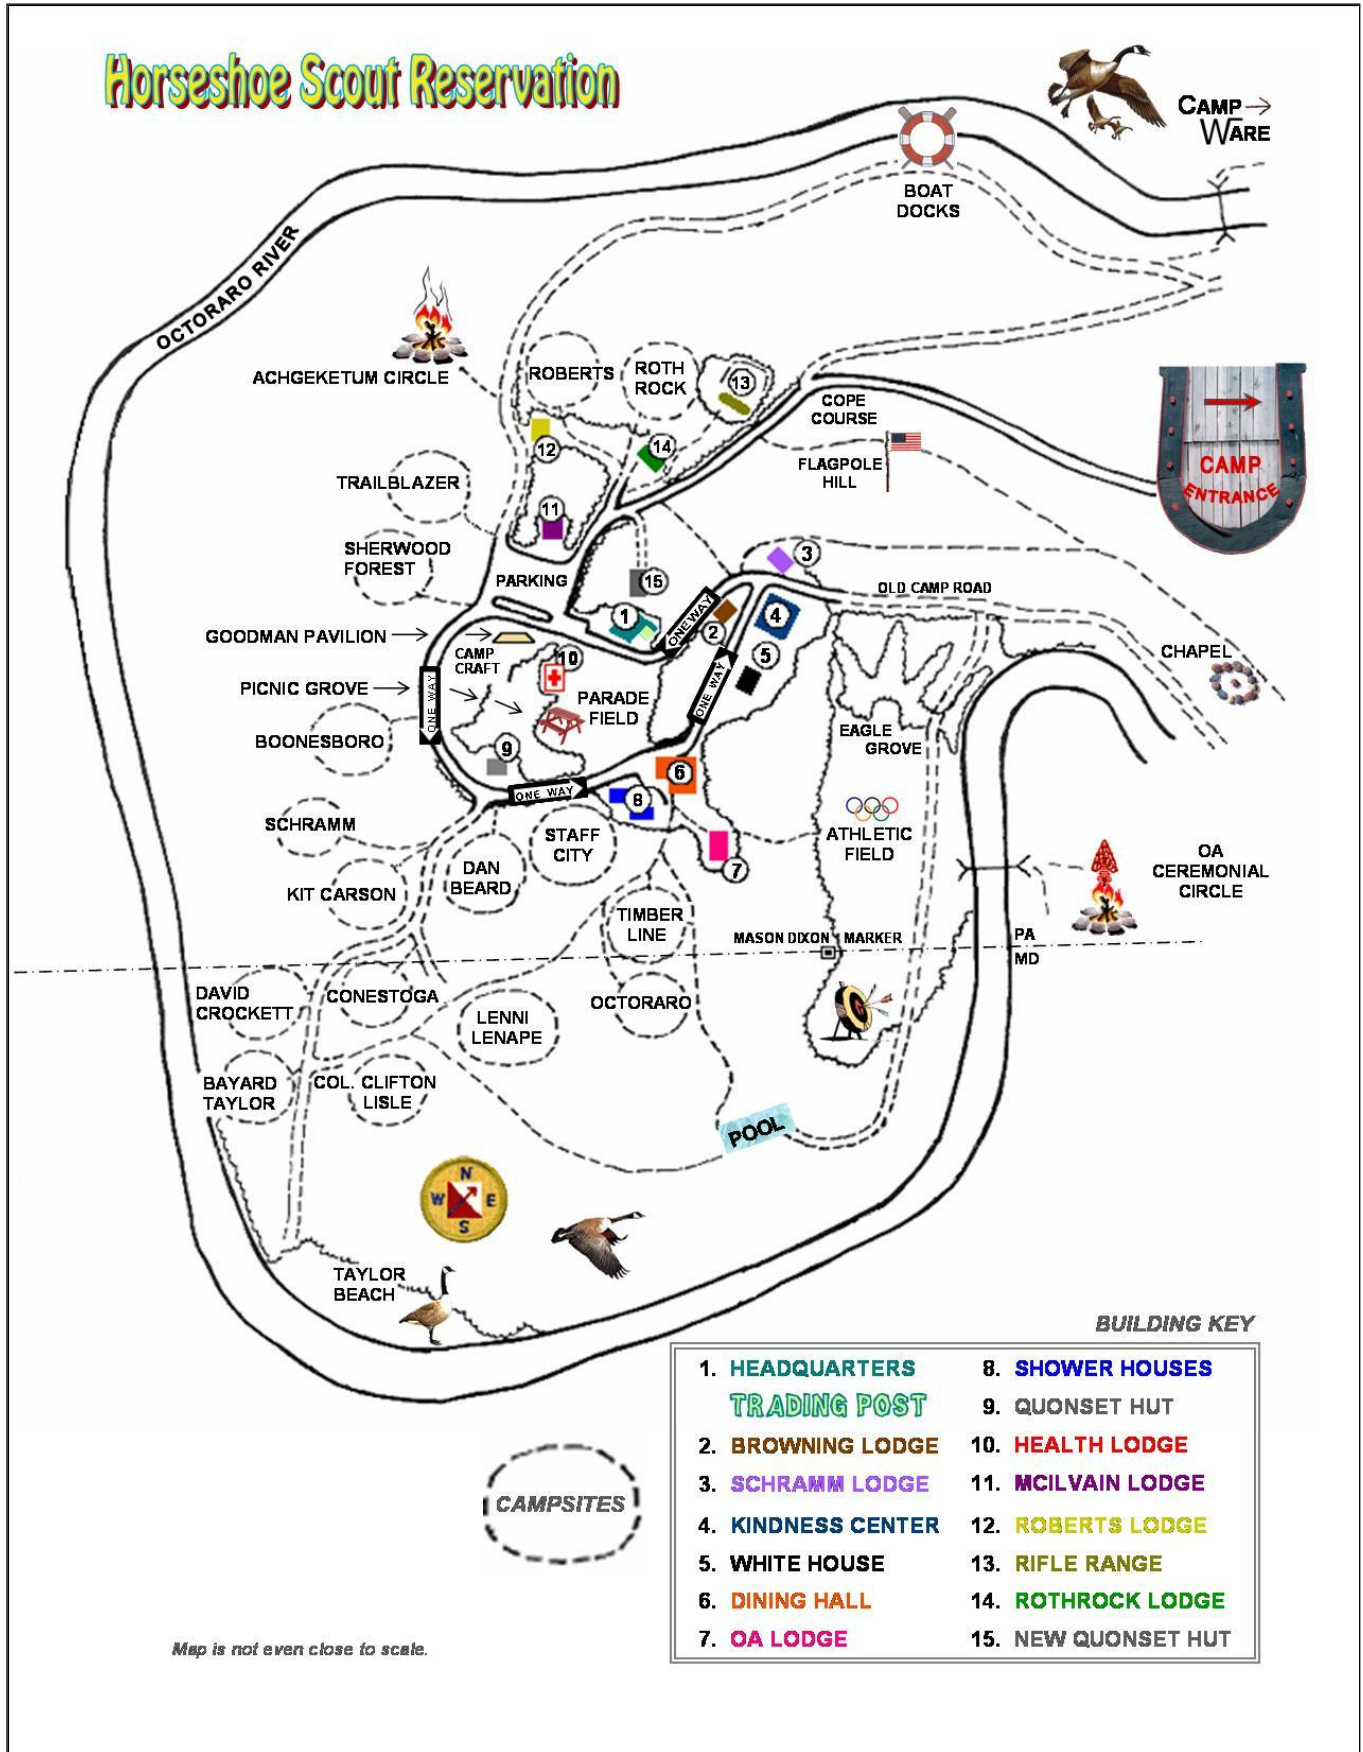 Horseshoe Scout Reservation
CAMP
WARE
BOAT
DOCKS
OCTORARO RIVER
ACHGEKETUM CIRCLE
ROBERTS
ROTH
ROCK
13
COPE
COURSE
CAMP
ENTRANCE
12
14
FLAGPOLE
HILL
TRAILBLAZER
11
SHERWOOD
FOREST
PARKING
15
3
OLD CAMP ROAD
GOODMAN PAVILION
1
ONE WAY
2
4
CAMP
CRAFT
10
5
CHAPEL
PICNIC GROVE
ONE WAY
PARADE
FIELD
ONE WAY
BOONESBORO
9
EAGLE
GROVE
6
ONE WAY
8
SCHRAMM
STAFF
CITY
ATHLETIC
FIELD
7
OA
CEREMONIAL
CIRCLE
KIT CARSON
DAN
BEARD
TIMBER
LINE
MASON DIXON MARKER
PA
MD
DAVID
CROCKETT
CONESTOGA
LENNI
LENAPE
OCTORARO
BAYARD
TAYLOR
COL. CLIFTON
LISLE
POOL
N
W E
S
TAYLOR
BEACH
BUILDING KEY
1. HEADQUARTERS
TRADING POST
2. BROWNING LODGE
3. SCHRAMM LODGE
4. KINDNESS CENTER
5. WHITE HOUSE
6. DINING HALL
7. OA LODGE
8. SHOWER HOUSES
9. QUONSET HUT
10. HEALTH LODGE
11. MCILVAIN LODGE
12. ROBERTS LODGE
13. RIFLE RANGE
14. ROTHROCK LODGE
15. NEW QUONSET HUT
CAMPSITES
Map is not even close to scale.